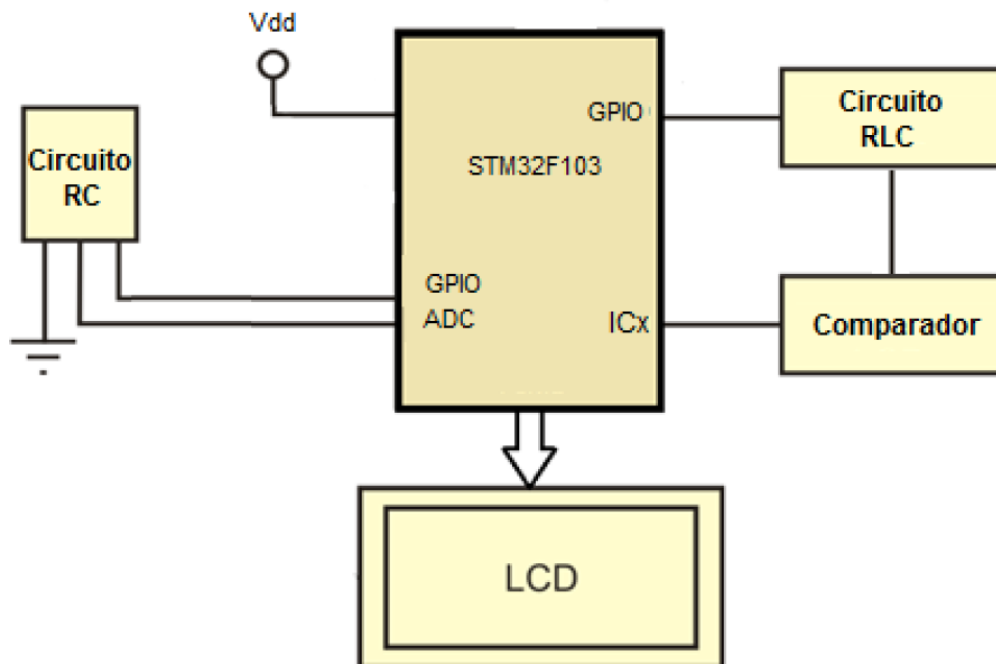 Vdd
Circuito
RC
GPIO
STM32F103
GPIO
ADC
ICx
Circuito
RLC
Comparador
LCD